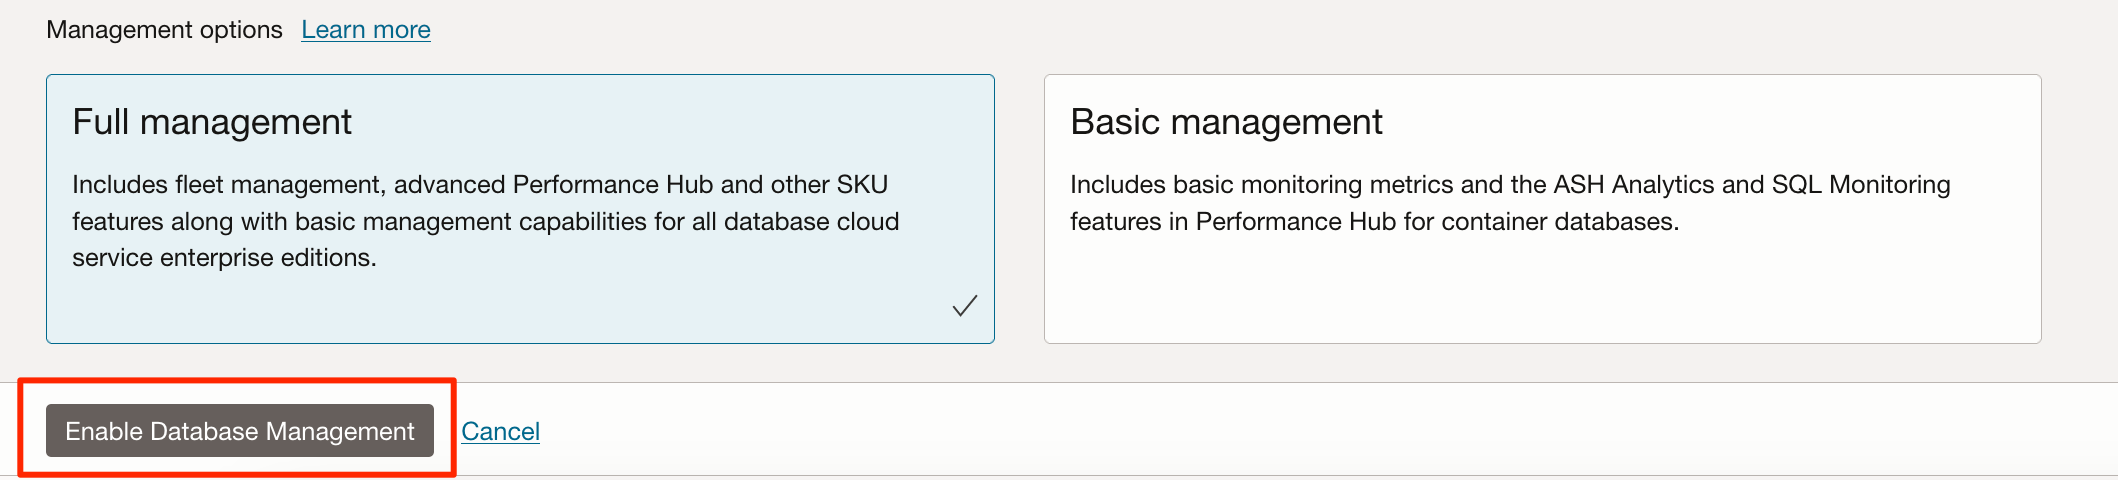 Management options Learn more
Full management
Includes fleet management, advanced Performance Hub and other SKU
features along with basic management capabilities for all database cloud
service enterprise editions.
Basic management
Includes basic monitoring metrics and the ASH Analytics and SQL Monitoring
features in Performance Hub for container databases.
Enable Database Management Cancel